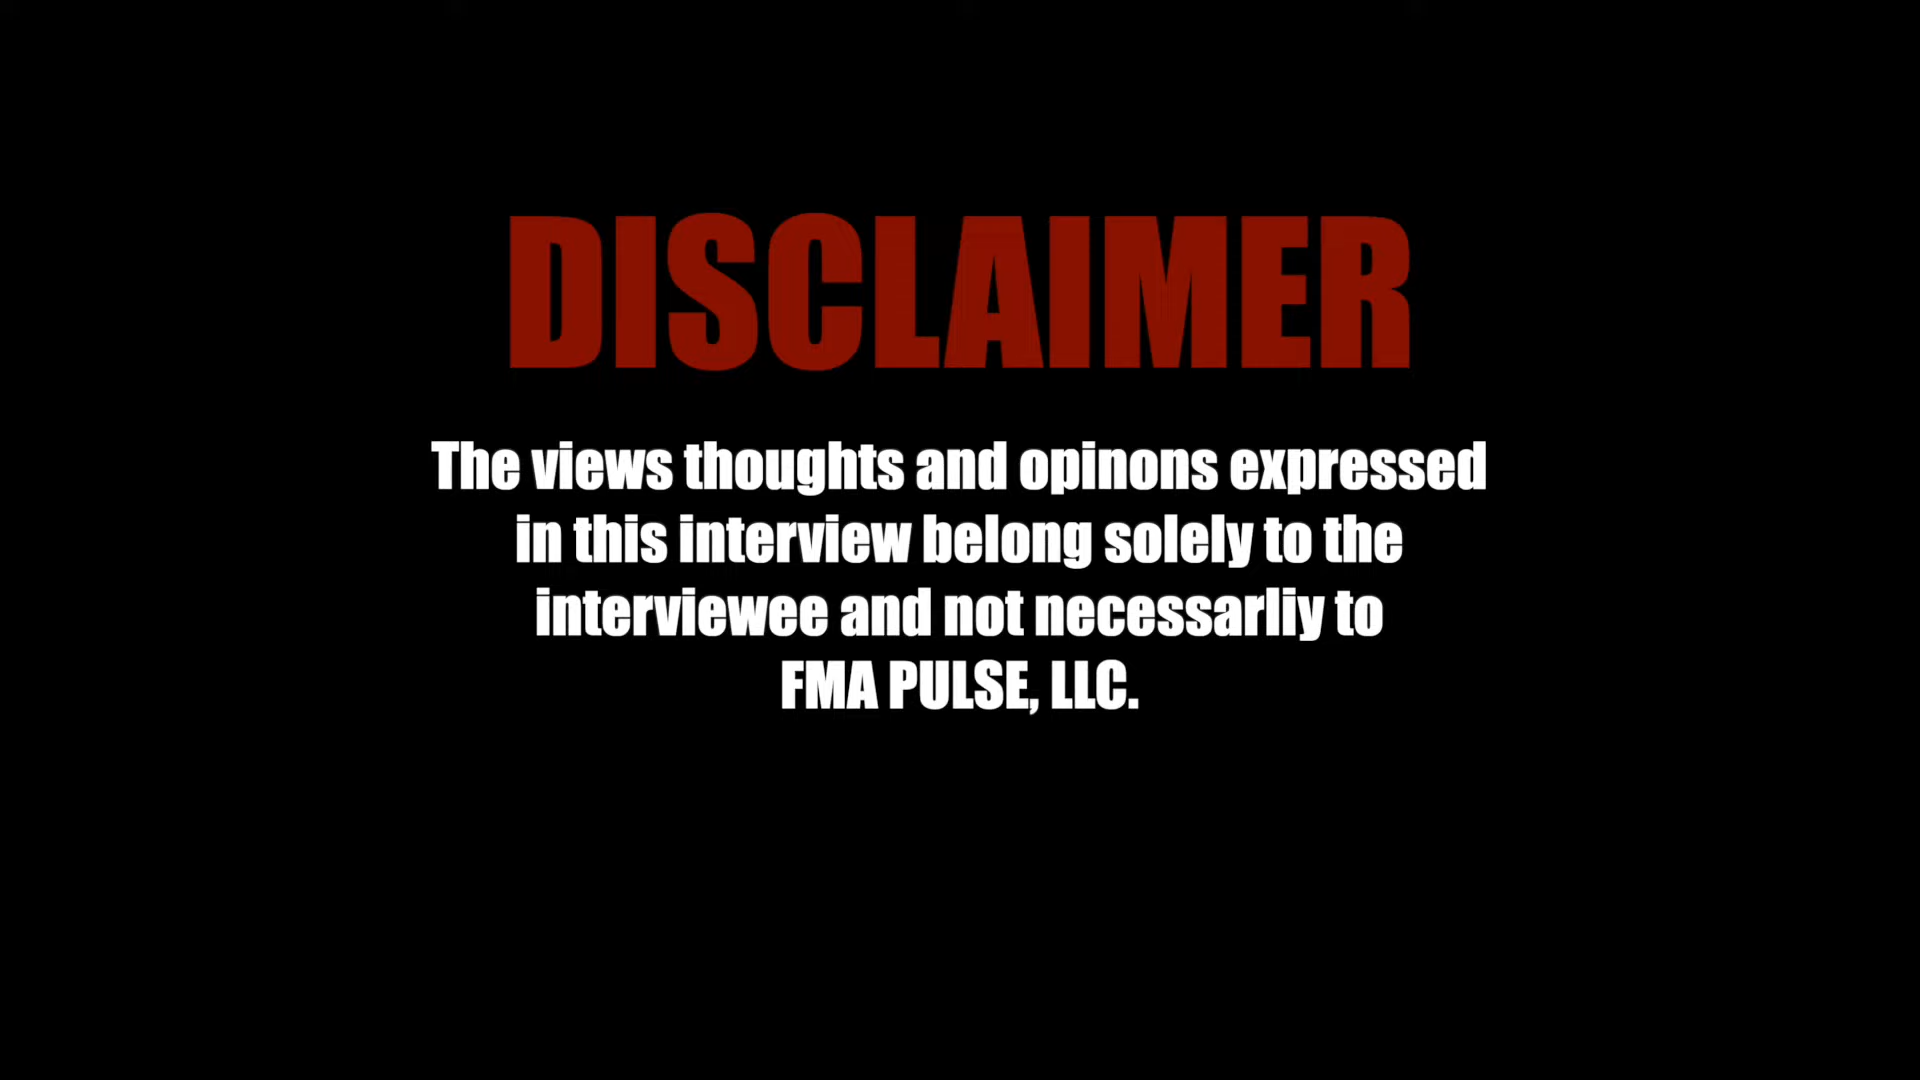 DISCLAIMER
The views thoughts and opinons expressed
in this interview belong solely to the
interviewee and not necessarliy to
FMA PULSE, LLC.